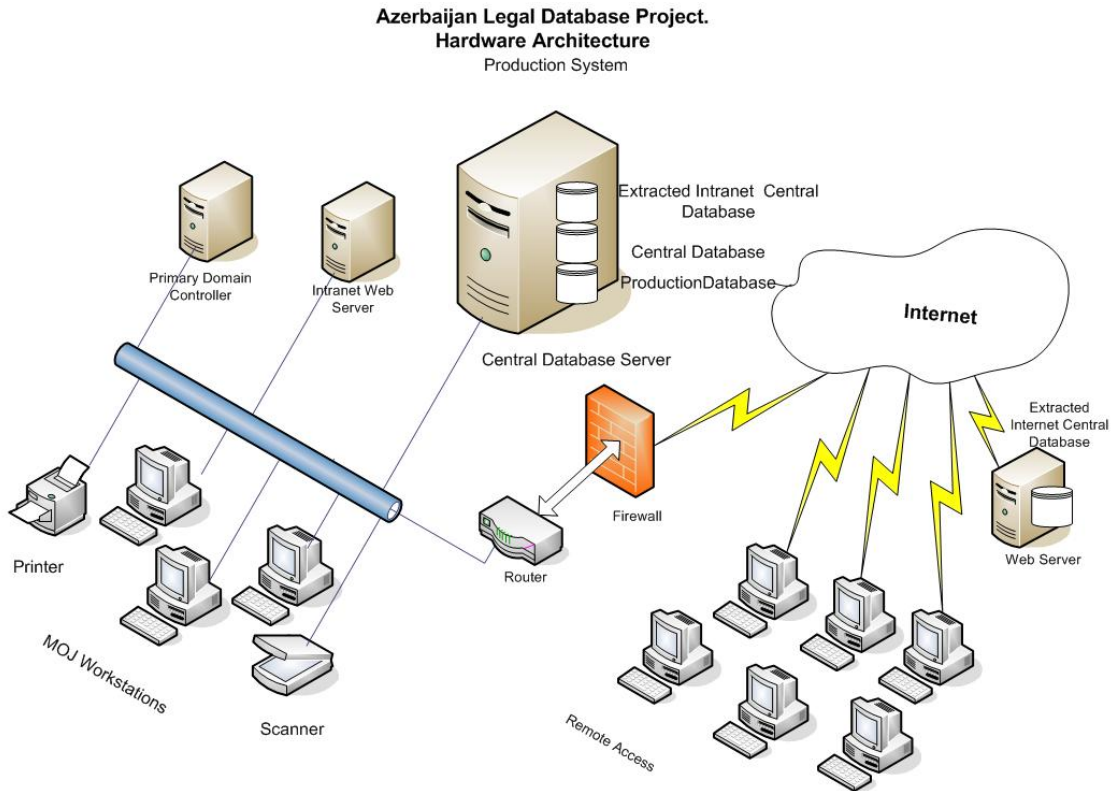 Azerbaijan Legal Database Project.
Hardware Architecture
Production System
Extracted Intranet Central
Database
Central Database
ProductionDatabase
Primary Domain
Controller
Intranet Web
Server
Internet
Central Database Server
Extracted
Internet Central
Database
Firewall
Web Server
Printer
Router
MOJ Workstations
Scanner
Remote Access